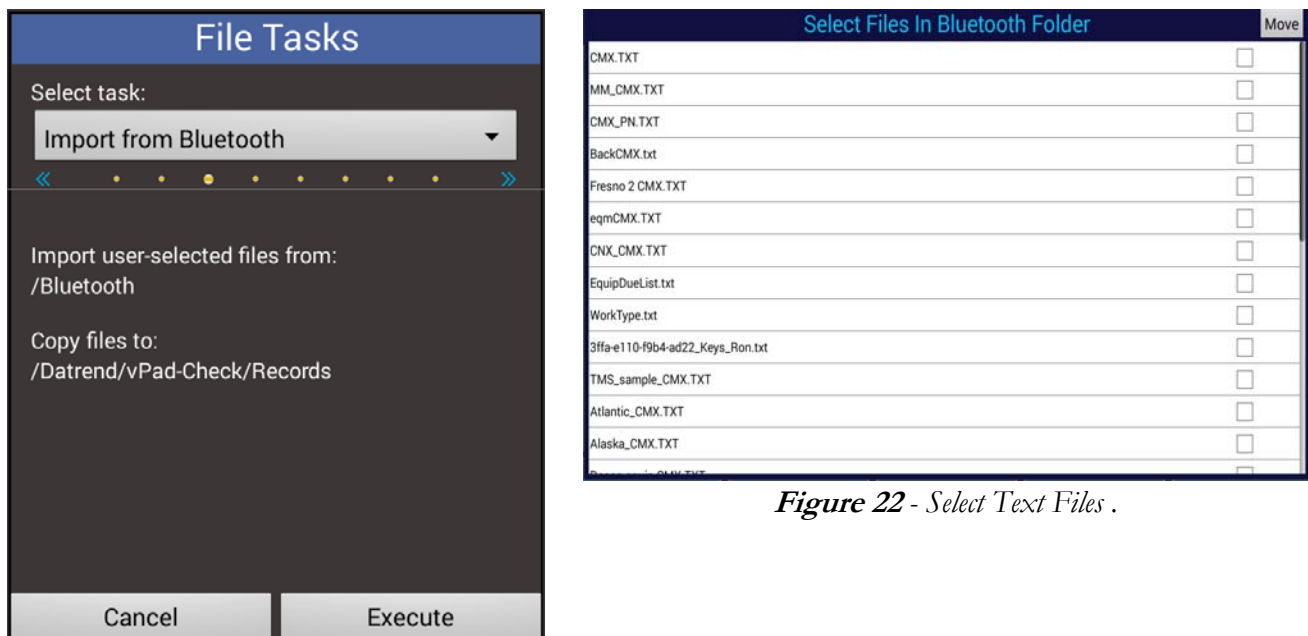 File Tasks
Select task:
Import from Bluetooth
Import user-selected files from:
/Bluetooth
Copy files to:
/Datrend/vPad-Check/Records
Cancel Execute
Select Files In Bluetooth Folder Move
CMX.TXT
MM_CMX.TXT
CMX_PN.TXT
BackCMX.txt
Fresno 2 CMX.TXT
eqmCMX.TXT
CNX_CMX.TXT
EquipDueList.txt
WorkType.txt
3ffa-e110-f9b4-ad22_Keys_Ron.txt
TMS_sample_CMX.TXT
Atlantic_CMX.TXT
Alaska_CMX.TXT
Figure 22 - Select Text Files .